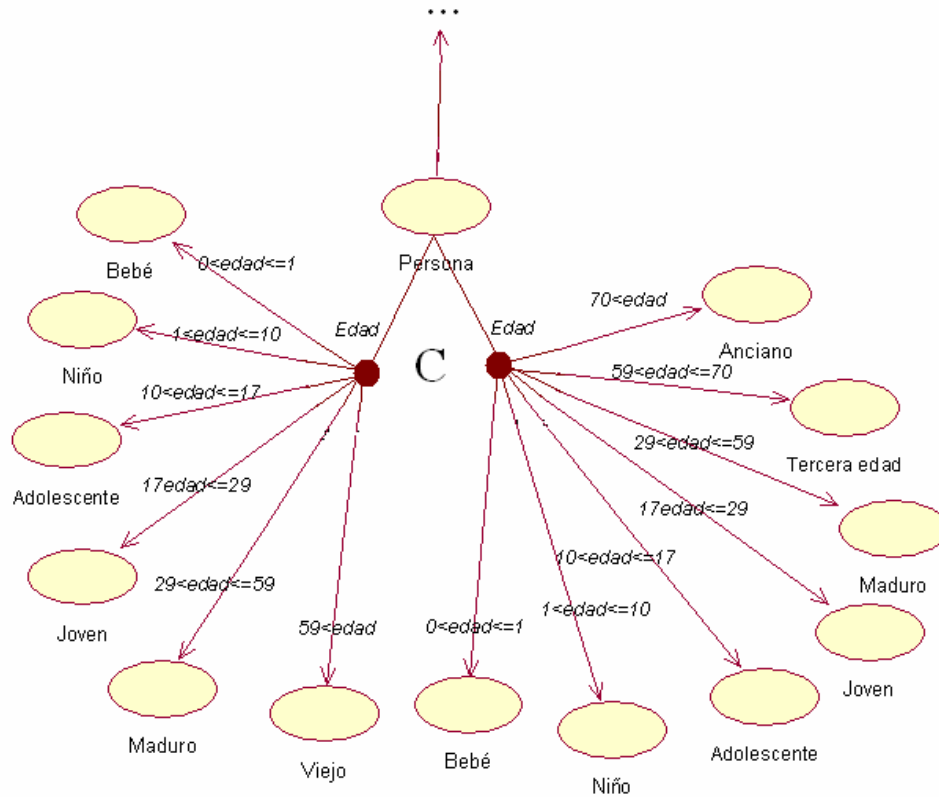 ...
Persona
Edad
Edad
C
0<edad<=1
Bebé
1<edad<=10
Niño
10<edad<=17
Adolescente
17edad<=29
Joven
29<edad<=59
Maduro
59<edad
Viejo
70<edad
Anciano
59<edad<=70
Tercera edad
29<edad<=59
Maduro
17edad<=29
Joven
10<edad<=17
Adolescente
1<edad<=10
Niño
0<edad<=1
Bebé